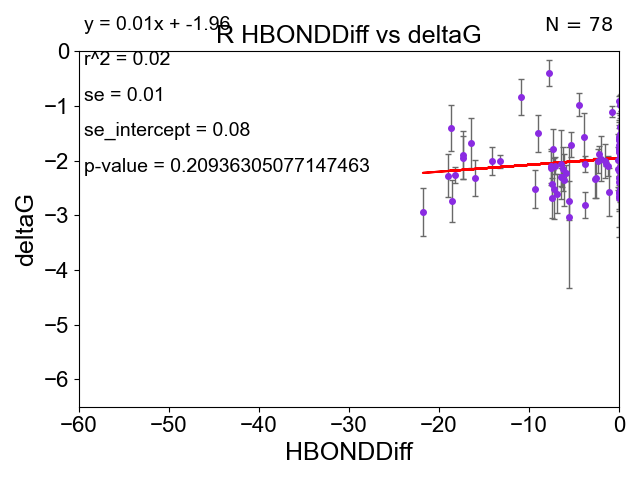 y = 0.01x + -1.96
N = 78
R HBONDDiff vs deltaG
r^2 = 0.02
se = 0.01
se_intercept = 0.08
p-value = 0.20936305077147463
deltaG
0
−1
−2
−3
−4
−5
−6
−60
−50
−40
−30
−20
−10
0
HBONDDiff